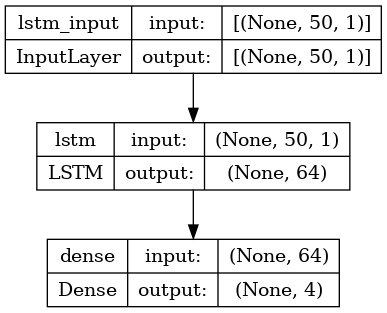 lstm_input input: [(None, 50, 1)]
InputLayer output: [(None, 50, 1)]
lstm input: (None, 50, 1)
LSTM output: (None, 64)
dense input: (None, 64)
Dense output: (None, 4)